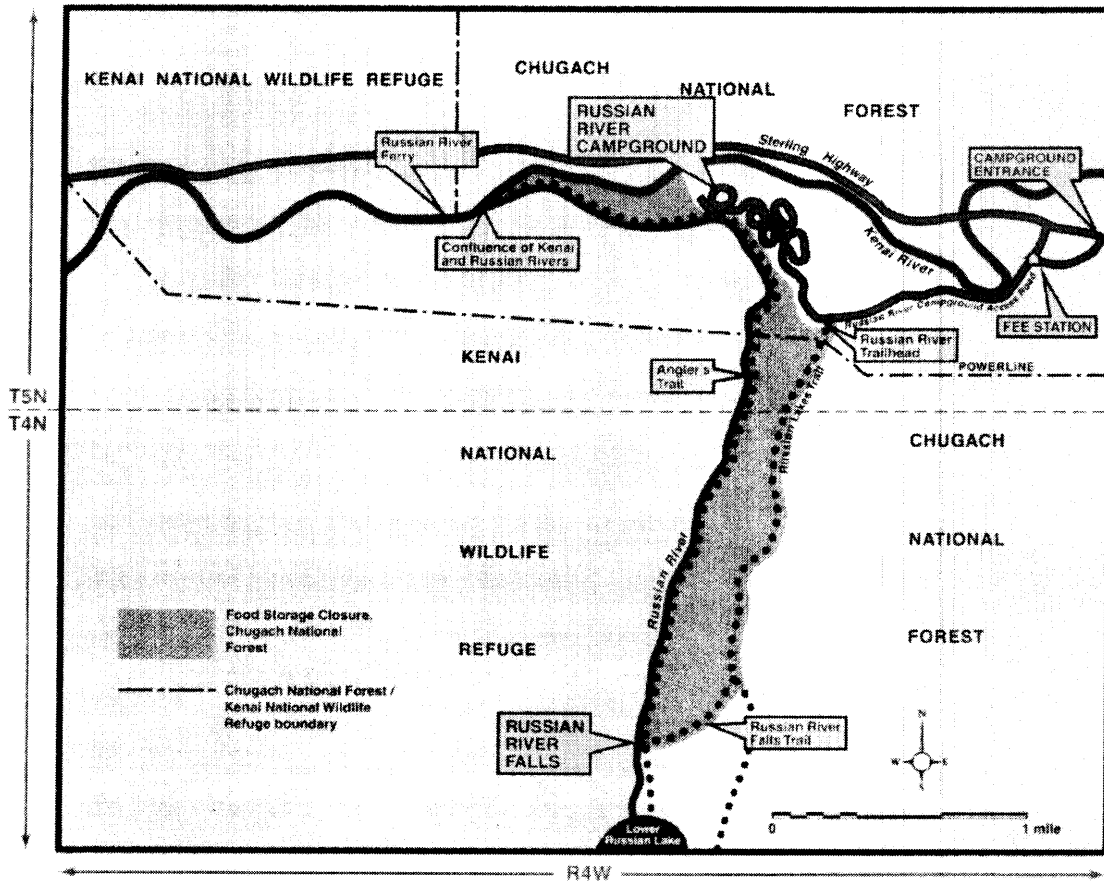 KENAI NATIONAL WILDLIFE REFUGE
CHUGACH
NATIONAL
FOREST
RUSSIAN
RIVER
CAMPGROUND
Russian River
Ferry
Sterling Highway
CAMPGROUND
ENTRANCE
Confluence of Kenai
and Russian Rivers
Kenai River
Russian River Campground Access Road
FEE STATION
Russian River
Trailhead
POWERLINE
KENAI
Angler's
Trail
Russian Lakes Trail
T5N
T4N
CHUGACH
NATIONAL
NATIONAL
WILDLIFE
Russian River
Food Storage Closure,
Chugach National
Forest
FOREST
REFUGE
Chugach National Forest /
Kenai National Wildlife
Refuge boundary
RUSSIAN
RIVER
FALLS
Russian River
Falls Trail
N
W
E
S
0
1 mile
Lower
Russian Lake
R4W